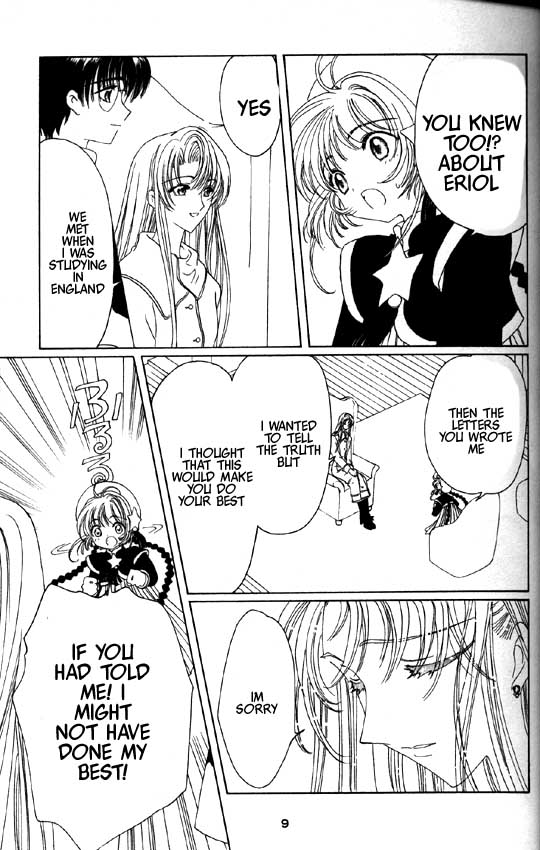 YOU KNEW
TOO!?
ABOUT
ERIOL
YES
WE
MET
WHEN
I WAS
STUDYING
IN
ENGLAND
THEN THE
LETTERS
YOU WROTE
ME
I WANTED
TO TELL
THE TRUTH
BUT
I THOUGHT
THAT THIS
WOULD MAKE
YOU DO
YOUR BEST
IF YOU
HAD TOLD
ME! I
MIGHT
NOT HAVE
DONE MY
BEST!
IM
SORRY
9